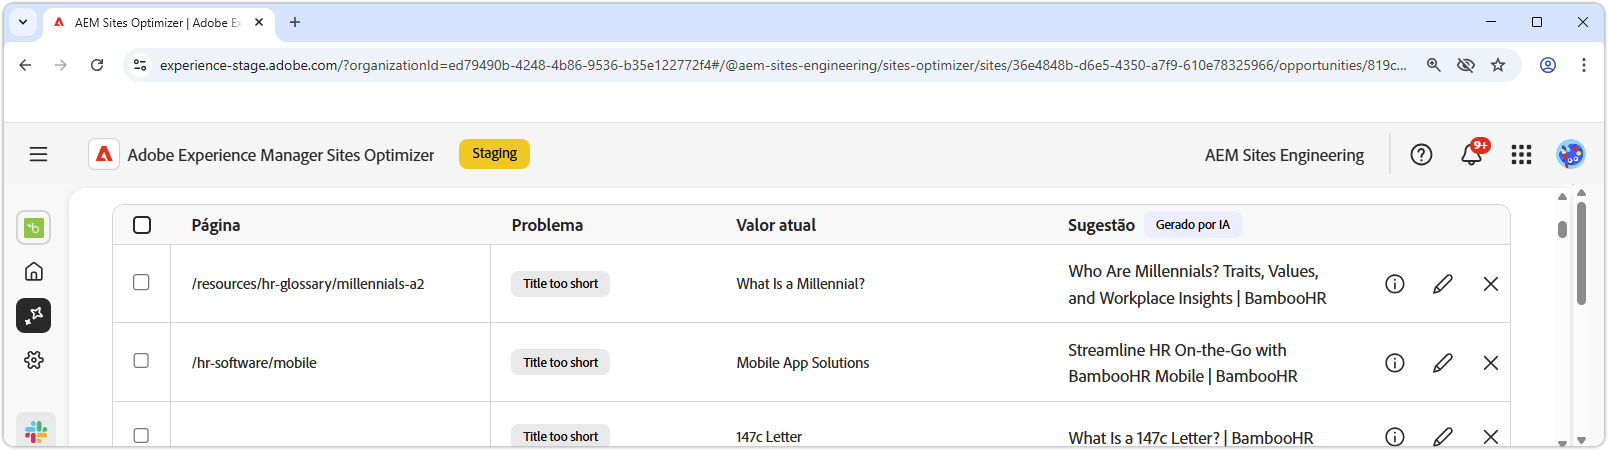 AEM Sites Optimizer | Adobe Ex
experience-stage.adobe.com/?organizationId=ed79490b-4248-4b86-9536-b35e122772f4#/@aem-sites-engineering/sites-optimizer/sites/36e4848b-d6e5-4350-a7f9-610e78325966/opportunities/819c...
Adobe Experience Manager Sites Optimizer
Staging
AEM Sites Engineering
9+
Página
Problema
Valor atual
Sugestão
Gerado por IA
/resources/hr-glossary/millennials-a2
Title too short
What Is a Millennial?
Who Are Millennials? Traits, Values,
and Workplace Insights | BambooHR
/hr-software/mobile
Title too short
Mobile App Solutions
Streamline HR On-the-Go with
BambooHR Mobile | BambooHR
Title too short
147c Letter
What Is a 147c Letter? | BambooHR